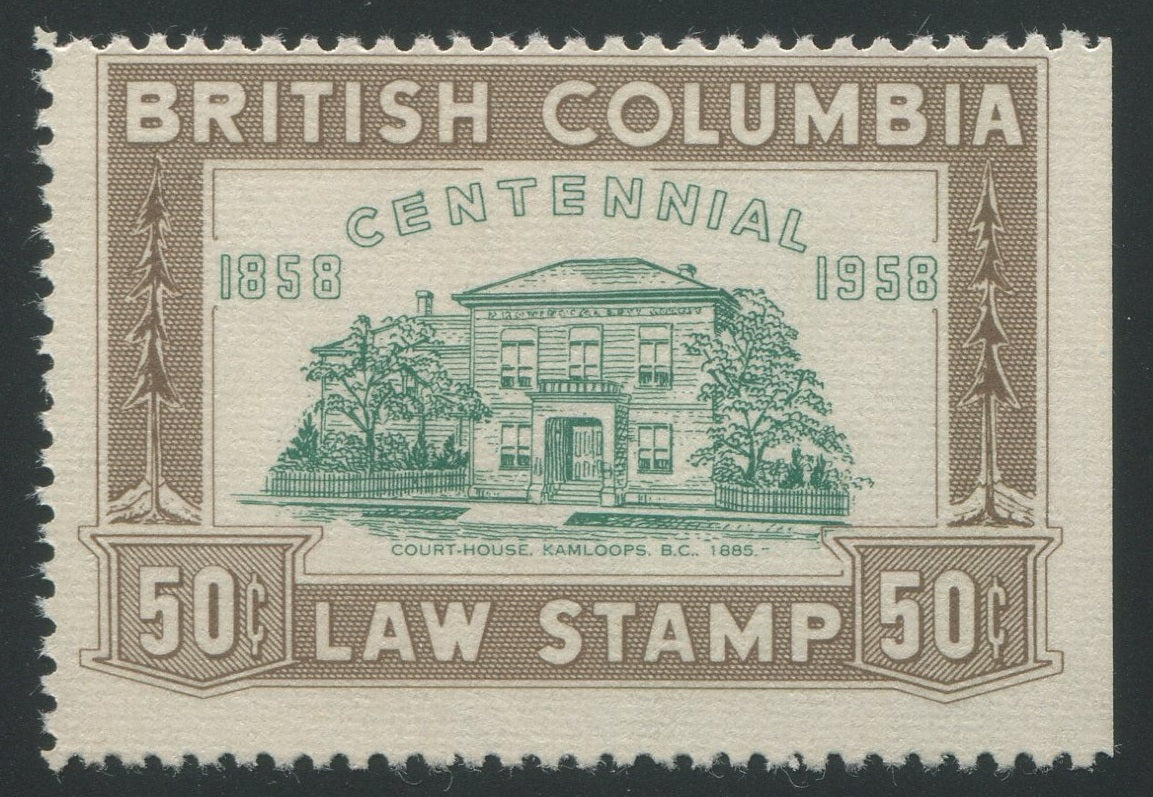 BRITISH COLUMBIA
CENTENNIAL
1858 1958
COURT-HOUSE, KAMLOOPS, B.C., 1885.-
50¢ LAW STAMP 50¢